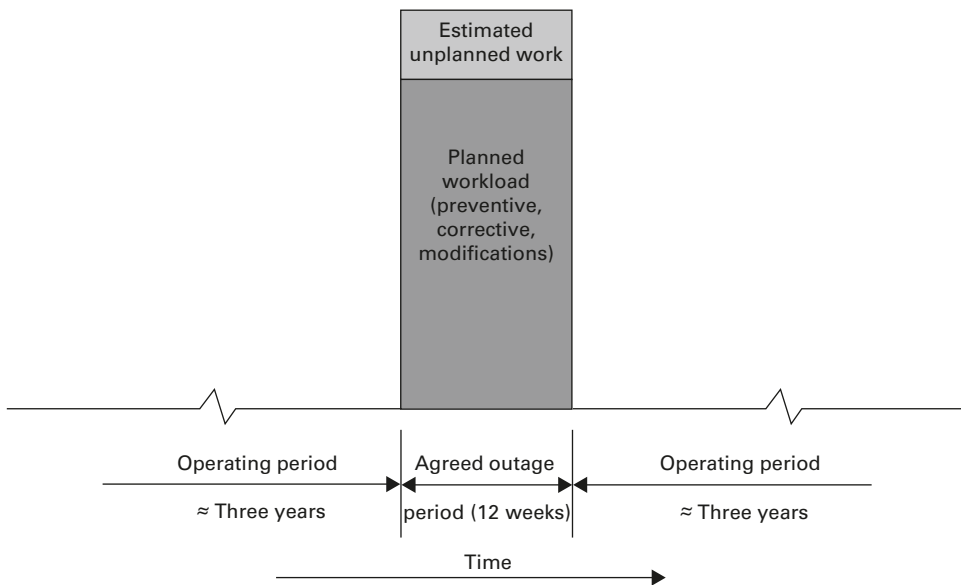 Estimated
unplanned work
Planned
workload
(preventive,
corrective,
modifications)
Operating period
≈ Three years
Agreed outage
period (12 weeks)
Operating period
≈ Three years
Time